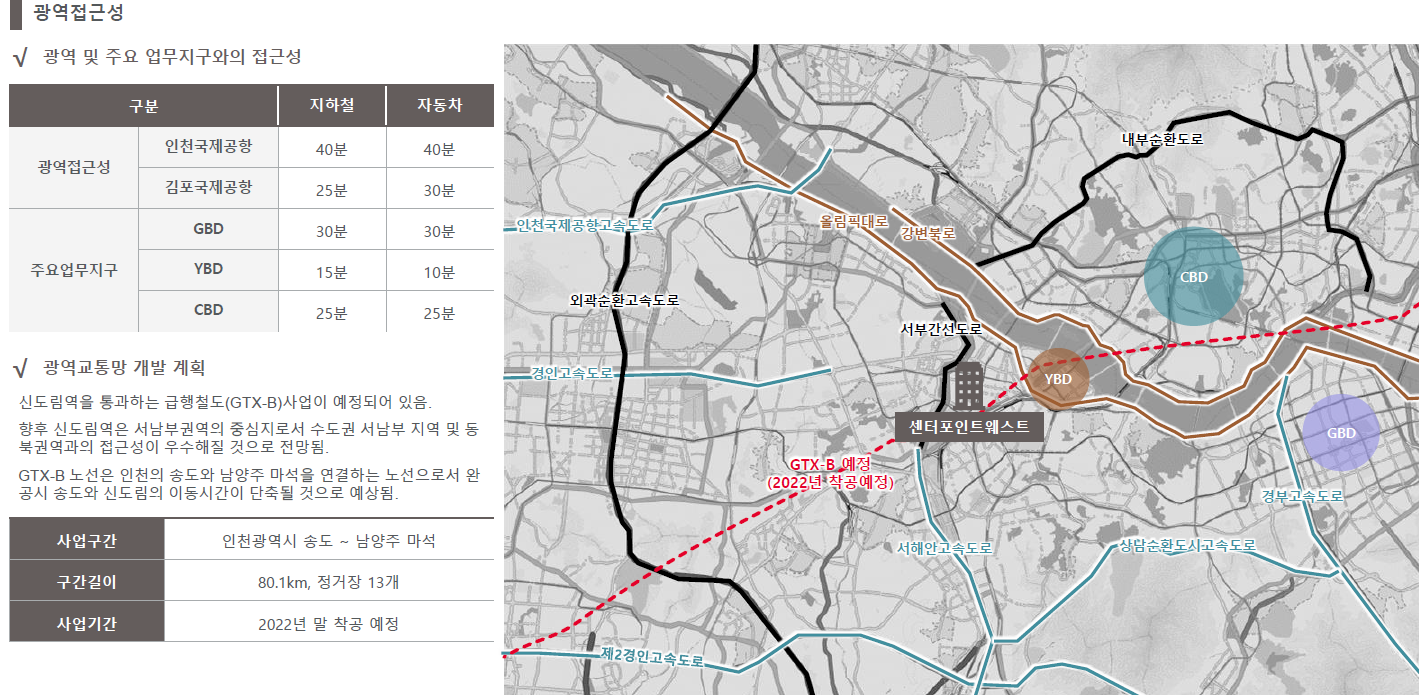 광역접근성
√ 광역 및 주요 업무지구와의 접근성
구분 지하철 자동차
광역접근성
인천국제공항 40분 40분
김포국제공항 25분 30분
주요업무지구
GBD 30분 30분
YBD 15분 10분
CBD 25분 25분
√ 광역교통망 개발 계획
신도림역을 통과하는 급행철도(GTX-B)사업이 예정되어 있음.
향후 신도림역은 서남부권역의 중심지로서 수도권 서남부 지역 및 동
북권역과의 접근성이 우수해질 것으로 전망됨.
GTX-B 노선은 인천의 송도와 남양주 마석을 연결하는 노선으로서 완
공시 송도와 신도림의 이동시간이 단축될 것으로 예상됨.
사업구간 인천광역시 송도 ~ 남양주 마석
구간길이 80.1km, 정거장 13개
사업기간 2022년 말 착공 예정
내부순환도로
인천국제공항고속도로
올림픽대로
강변북로
CBD
외곽순환고속도로
서부간선도로
경인고속도로
YBD
센터포인트웨스트
GBD
GTX-B 예정
(2022년 착공예정)
경부고속도로
서해안고속도로
상남순환도시고속도로
제2경인고속도로